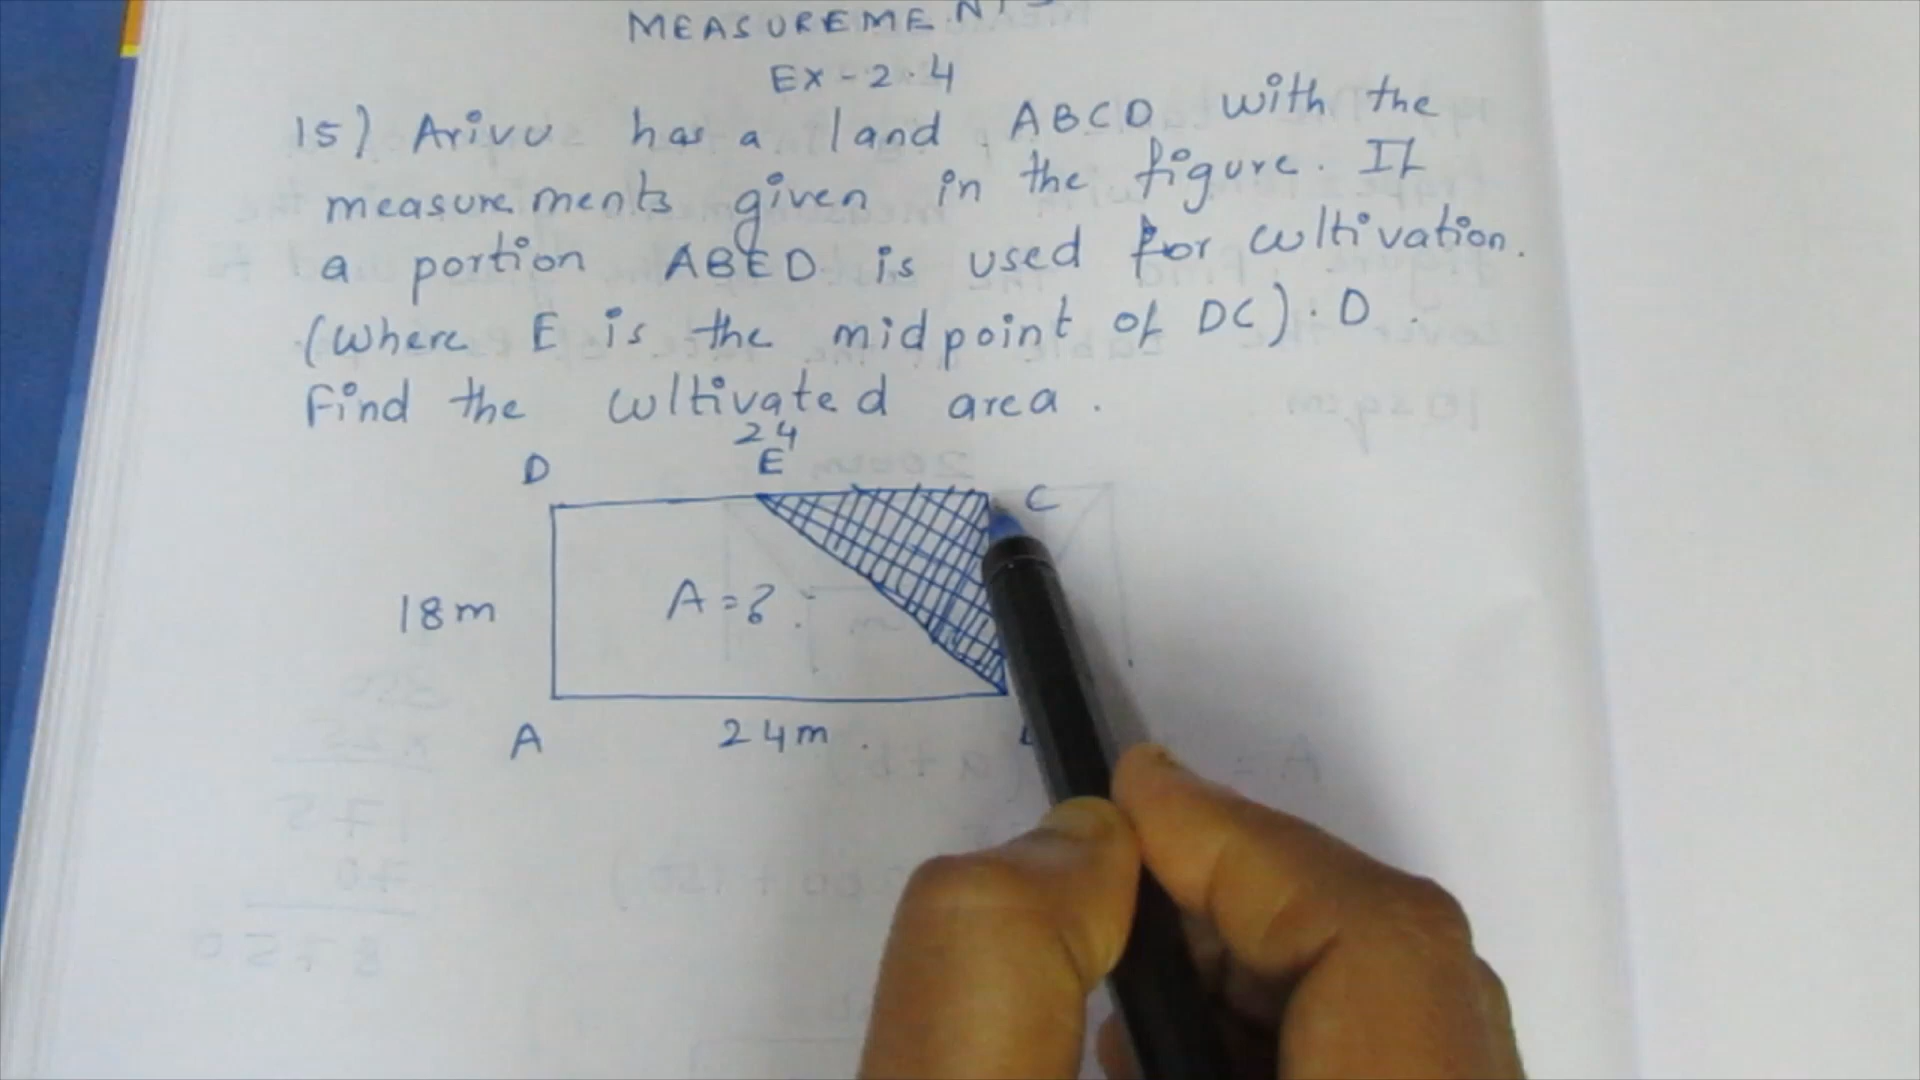 MEASUREMENTS
EX-2.4
15) Arivu has a land ABCD with the
measurements given in the figure. If
a portion ABED is used for cultivation.
(Where E is the midpoint of DC). D
Find the cultivated area.
24
D E C
18m A=?
A 24m